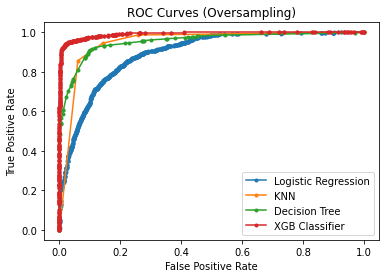 ROC Curves (Oversampling)
True Positive Rate
1.0
0.8
0.6
0.4
0.2
0.0
Logistic Regression
KNN
Decision Tree
XGB Classifier
0.0 0.2 0.4 0.6 0.8 1.0
False Positive Rate